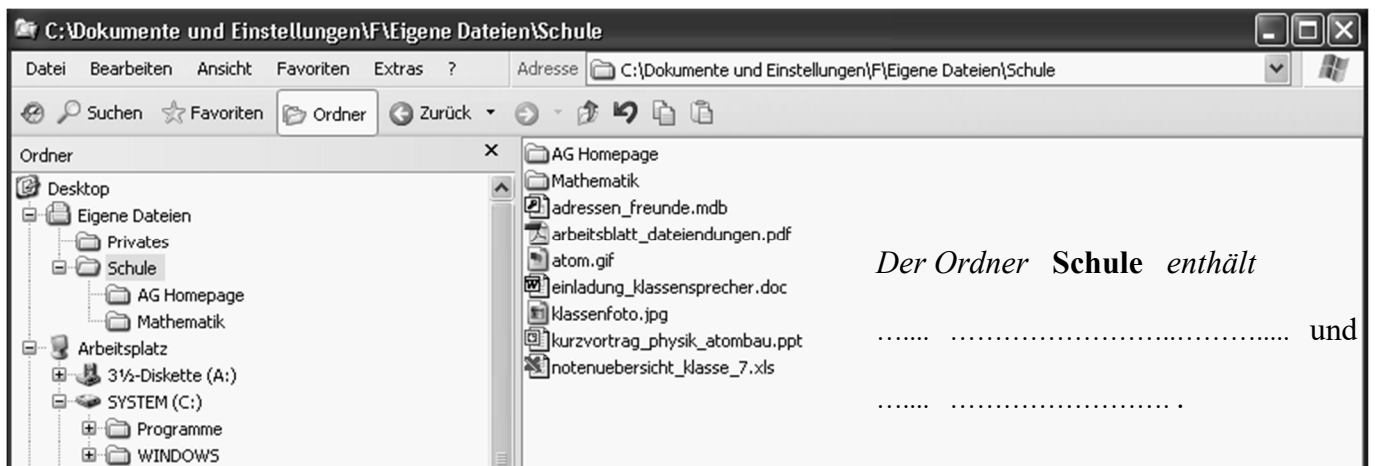 C:\Dokumente und Einstellungen\F\Eigene Dateien\Schule
Datei Bearbeiten Ansicht Favoriten Extras ? Adresse C:\Dokumente und Einstellungen\F\Eigene Dateien\Schule
Suchen Favoriten Ordner Zurück
Ordner
Desktop
Eigene Dateien
Privates
Schule
AG Homepage
Mathematik
Arbeitsplatz
3½-Diskette (A:)
SYSTEM (C:)
Programme
WINDOWS
AG Homepage
Mathematik
adressen_freunde.mdb
arbeitsblatt_dateiendungen.pdf
atom.gif
einladung_klassensprecher.doc
klassenfoto.jpg
kurzvortrag_physik_atombau.ppt
notenuebersicht_klasse_7.xls
Der Ordner Schule enthält
….... ……………………..………..... und
….... …………………… .